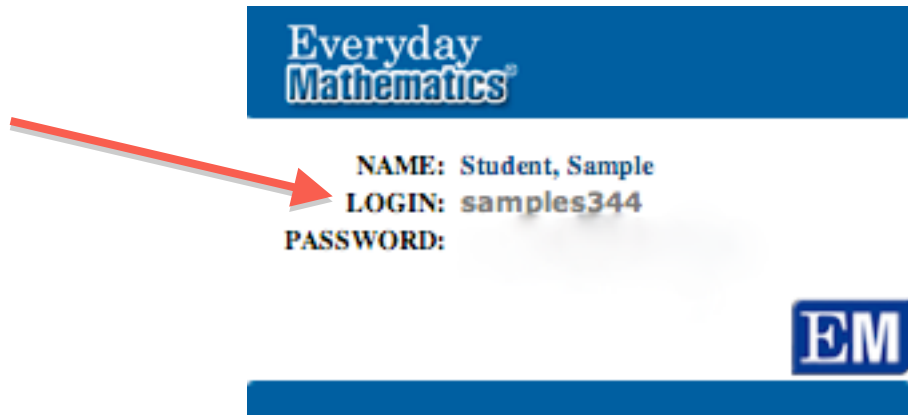 Everyday
Mathematics®
NAME: Student, Sample
LOGIN: samples344
PASSWORD:
EM